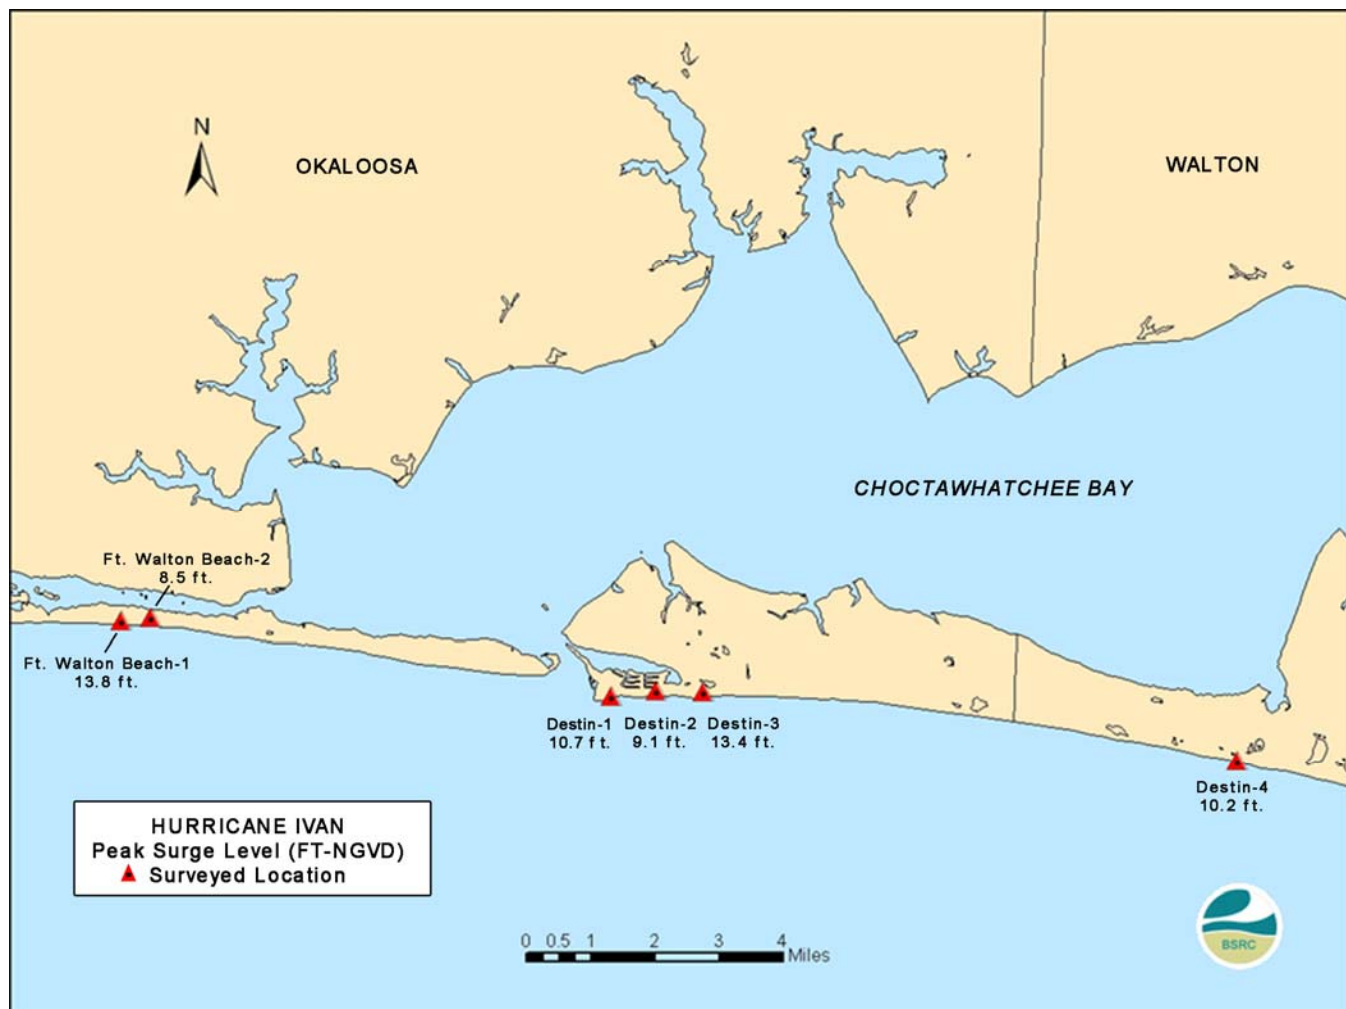 N
OKALOOSA
WALTON
CHOCTAWHATCHEE BAY
Ft. Walton Beach-2
8.5 ft.
Ft. Walton Beach-1
13.8 ft.
Destin-1
10.7 ft.
Destin-2
9.1 ft.
Destin-3
13.4 ft.
Destin-4
10.2 ft.
HURRICANE IVAN
Peak Surge Level (FT-NGVD)
Surveyed Location
0 0.5 1 2 3 4
Miles
BSRC